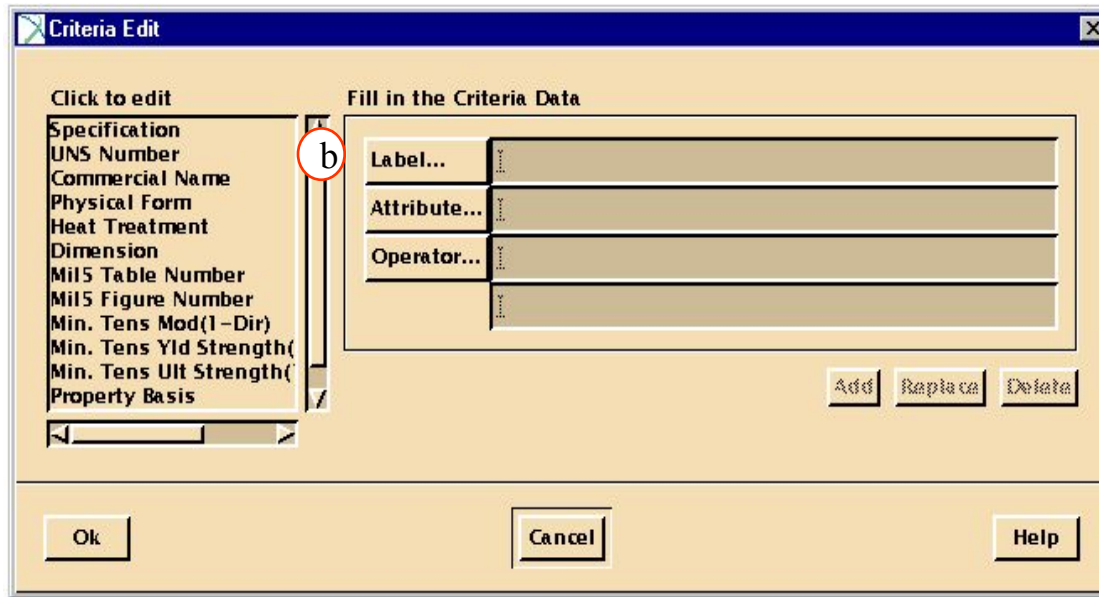 Criteria Edit
Click to edit
Specification
UNS Number
Commercial Name
Physical Form
Heat Treatment
Dimension
Mil5 Table Number
Mil5 Figure Number
Min. Tens Mod(1-Dir)
Min. Tens Yld Strength(
Min. Tens Ult Strength(
Property Basis
b
Fill in the Criteria Data
Label...
Attribute...
Operator...
Add Replace Delete
Ok Cancel Help